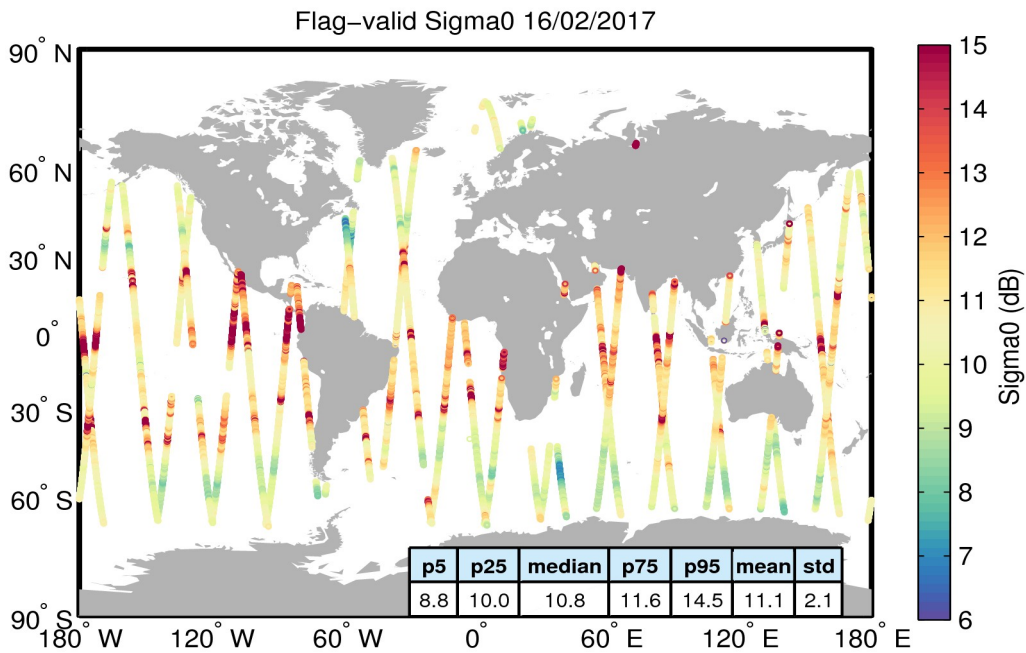 Flag−valid Sigma0 16/02/2017
90° N
60° N
30° N
0°
30° S
60° S
90° S
180° W
120° W
60° W
0°
60° E
120° E
180° E
p5 p25 median p75 p95 mean std
8.8 10.0 10.8 11.6 14.5 11.1 2.1
15
14
13
12
11
10
9
8
7
6
Sigma0 (dB)